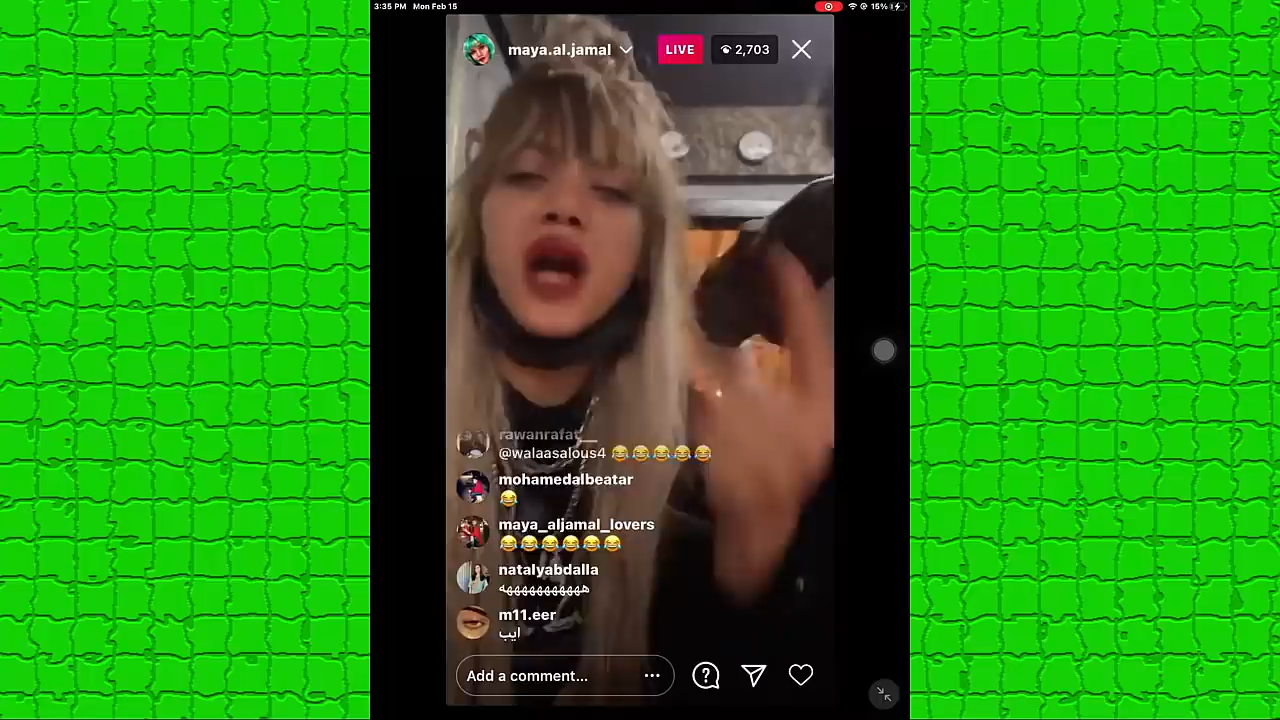 3:35 PM Mon Feb 15
15%
maya.al.jamal
LIVE
2,703
rawanrafat__
@walaasalous4 😂😂😂😂😂
mohamedalbeatar
😂
maya_aljamal_lovers
😂😂😂😂😂😂
natalyabdalla
هههههههههههه
m11.eer
ايب
Add a comment...